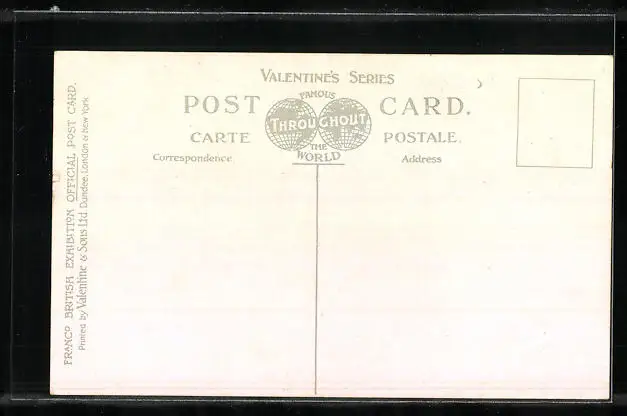 VALENTINE'S SERIES
POST CARD.
FAMOUS
THROUGHOUT
THE
WORLD
CARTE POSTALE.
Correspondence. Address
FRANCO BRITISH EXHIBITION OFFICIAL POST CARD.
Printed by Valentine & Sons Ltd Dundee, London & New York